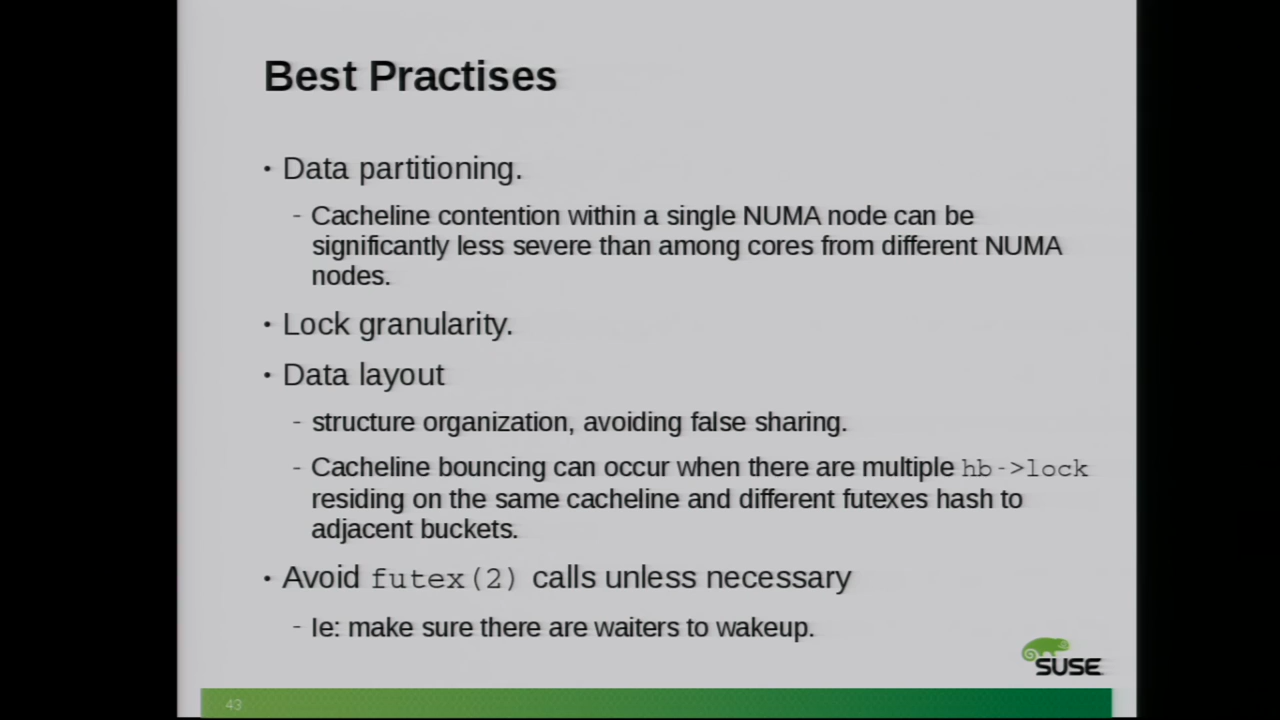 Best Practises
• Data partitioning.
- Cacheline contention within a single NUMA node can be
significantly less severe than among cores from different NUMA
nodes.
• Lock granularity.
• Data layout
- structure organization, avoiding false sharing.
- Cacheline bouncing can occur when there are multiple hb->lock
residing on the same cacheline and different futexes hash to
adjacent buckets.
• Avoid futex(2) calls unless necessary
- Ie: make sure there are waiters to wakeup.
SUSE
43